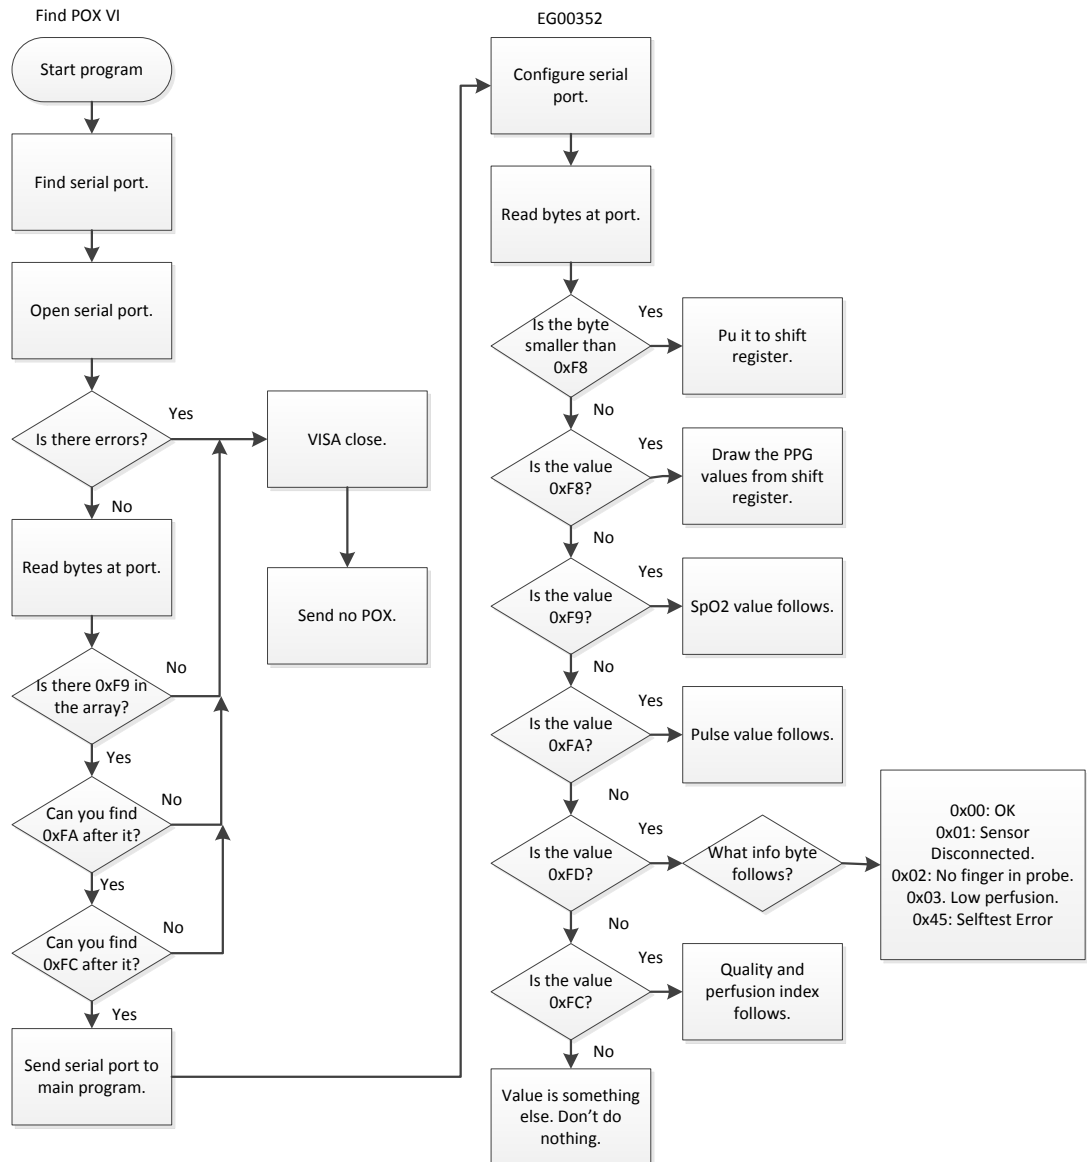 Find POX VI
Start program
Find serial port.
Open serial port.
Is there errors?
Yes
VISA close.
Send no POX.
No
Read bytes at port.
Is there 0xF9 in
the array?
No
Yes
Can you find
0xFA after it?
No
Yes
Can you find
0xFC after it?
No
Yes
Send serial port to
main program.
EG00352
Configure serial
port.
Read bytes at port.
Is the byte
smaller than
0xF8
Yes
Pu it to shift
register.
No
Is the value
0xF8?
Yes
Draw the PPG
values from shift
register.
No
Is the value
0xF9?
Yes
SpO2 value follows.
No
Is the value
0xFA?
Yes
Pulse value follows.
No
Is the value
0xFD?
Yes
What info byte
follows?
0x00: OK
0x01: Sensor
Disconnected.
0x02: No finger in probe.
0x03. Low perfusion.
0x45: Selftest Error
No
Is the value
0xFC?
Yes
Quality and
perfusion index
follows.
No
Value is something
else. Don’t do
nothing.